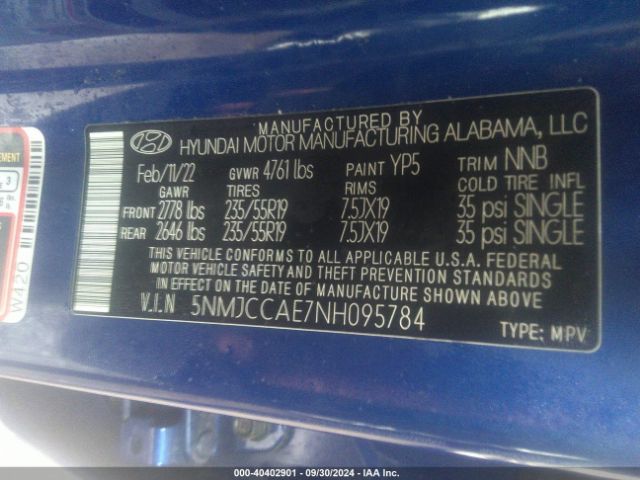 MANUFACTURED BY
HYUNDAI MOTOR MANUFACTURING ALABAMA, LLC
Feb/11/22 GVWR 4761 lbs PAINT YP5 TRIM NNB
GAWR TIRES RIMS COLD TIRE INFL
FRONT 2778 lbs 235/55R19 7.5JX19 35 psi SINGLE
REAR 2646 lbs 235/55R19 7.5JX19 35 psi SINGLE
THIS VEHICLE CONFORMS TO ALL APPLICABLE U.S.A. FEDERAL
MOTOR VEHICLE SAFETY AND THEFT PREVENTION STANDARDS
IN EFFECT ON THE DATE OF MANUFACTURE SHOWN ABOVE.
V.I.N 5NMJCCAE7NH095784
TYPE: MPV
EMENT
3
W420
000-40402901 - 09/30/2024 - IAA Inc.